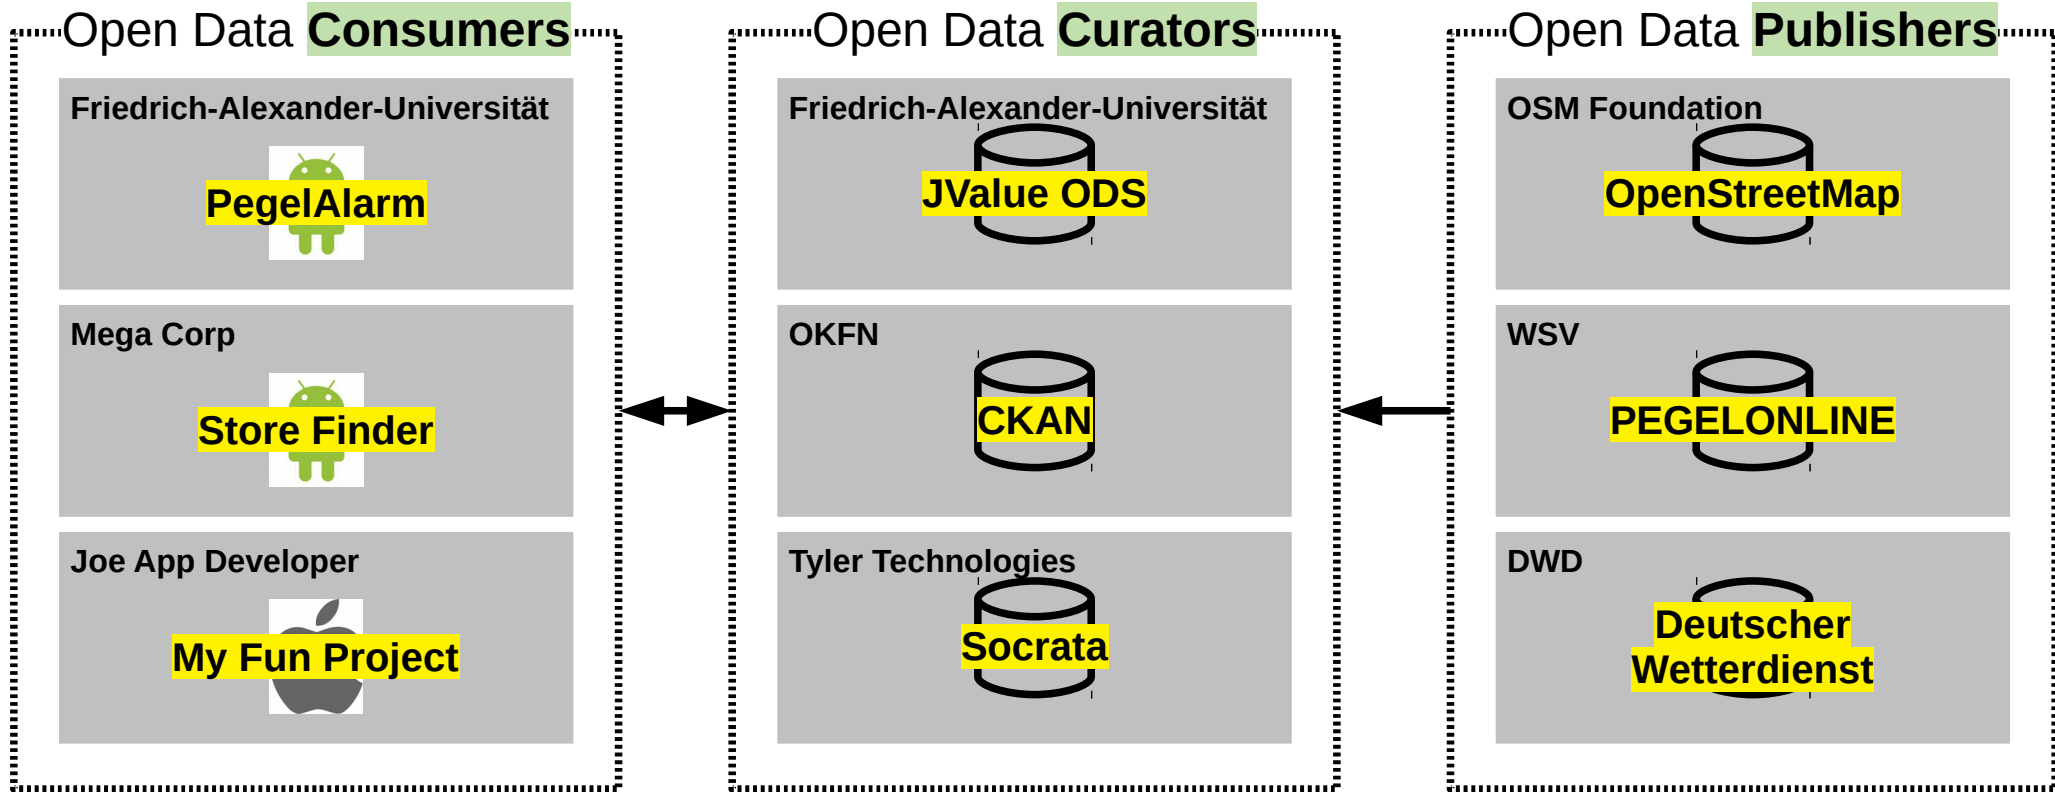 Open Data Consumers
Friedrich-Alexander-Universität
PegelAlarm
Mega Corp
Store Finder
Joe App Developer
My Fun Project
Open Data Curators
Friedrich-Alexander-Universität
JValue ODS
OKFN
CKAN
Tyler Technologies
Socrata
Open Data Publishers
OSM Foundation
OpenStreetMap
WSV
PEGELONLINE
DWD
Deutscher
Wetterdienst